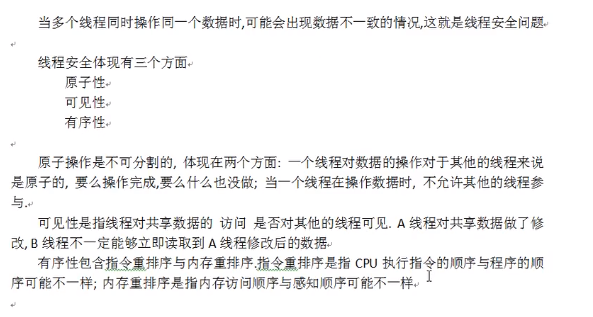 当多个线程同时操作同一个数据时,可能会出现数据不一致的情况,这就是线程安全问题
线程安全体现有三个方面
原子性
可见性
有序性
原子操作是不可分割的, 体现在两个方面: 一个线程对数据的操作对于其他的线程来说
是原子的, 要么操作完成,要么什么也没做; 当一个线程在操作数据时, 不允许其他的线程参
与.
可见性是指线程对共享数据的 访问 是否对其他的线程可见. A 线程对共享数据做了修
改, B 线程不一定能够立即读取到 A 线程修改后的数据
有序性包含指令重排序与内存重排序.指令重排序是指 CPU 执行指令的顺序与程序的顺
序可能不一样; 内存重排序是指内存访问顺序与感知顺序可能不一样